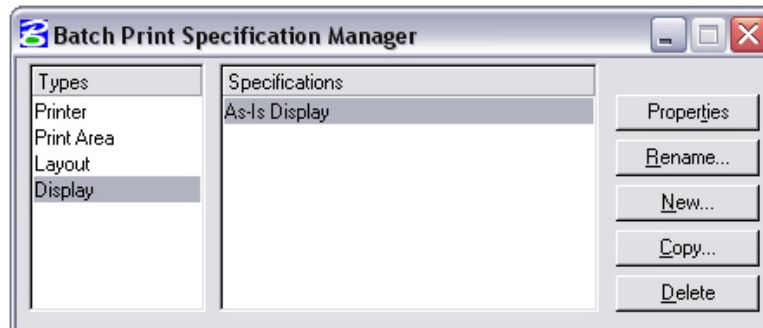 Batch Print Specification Manager
Types
Specifications
Printer
Print Area
Layout
Display
As-Is Display
Properties
Rename...
New...
Copy...
Delete